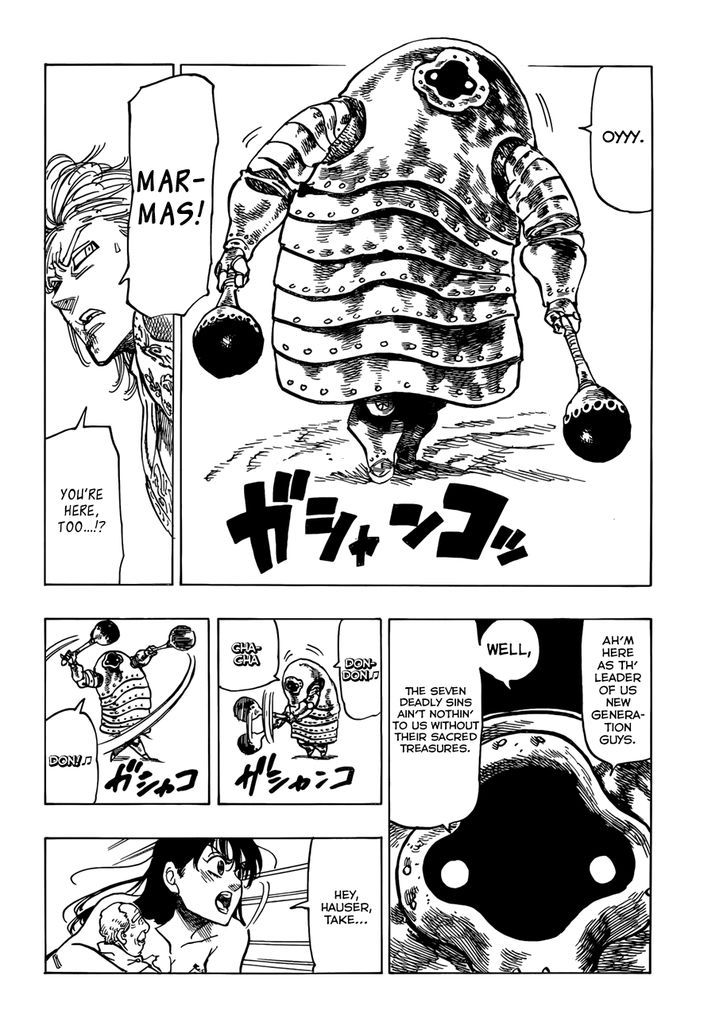 OYYY.
MAR-
MAS!
YOU'RE
HERE,
TOO...!?
ガシャンコッ
AH'M
HERE
AS TH'
LEADER
OF US
NEW
GENERA-
TION
GUYS.
WELL,
THE SEVEN
DEADLY SINS
AIN'T NOTHIN'
TO US WITHOUT
THEIR SACRED
TREASURES.
DON-
DON♪
CHA-
CHA
ガシャンコ
DON!♪
ガシャコ
HEY,
HAUSER,
TAKE...